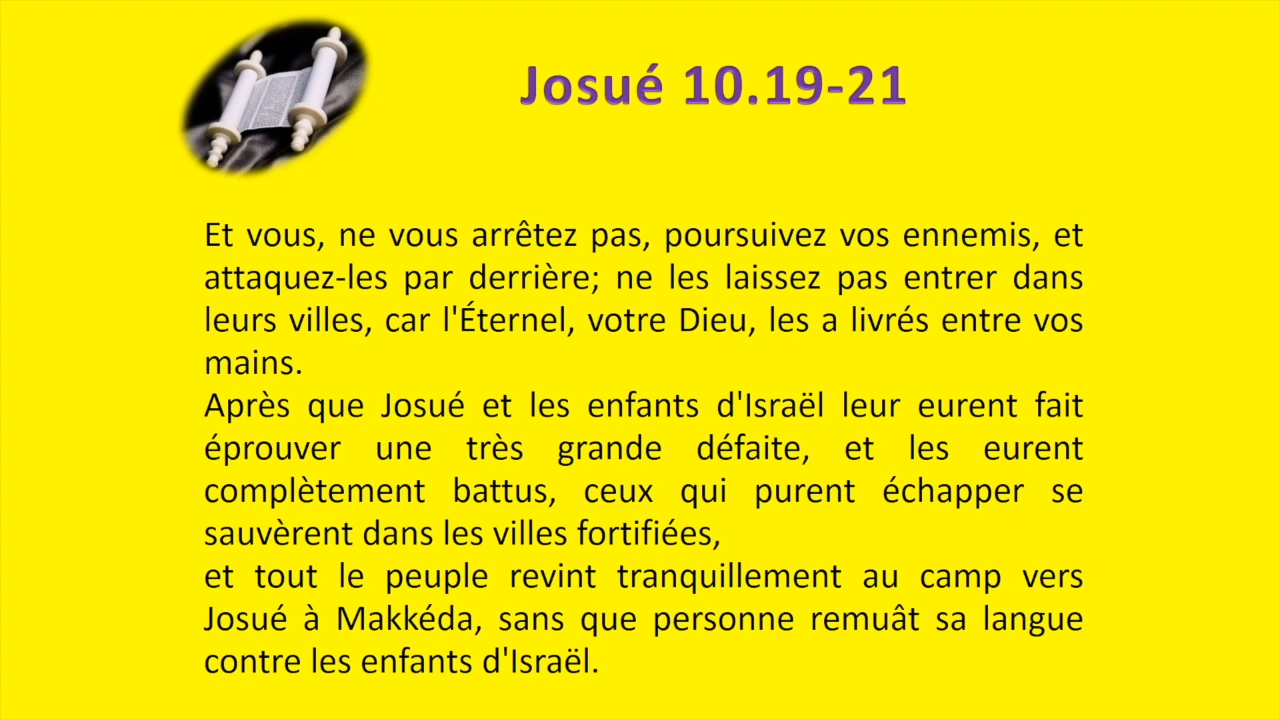 Josué 10.19-21
Et vous, ne vous arrêtez pas, poursuivez vos ennemis, et
attaquez-les par derrière; ne les laissez pas entrer dans
leurs villes, car l'Éternel, votre Dieu, les a livrés entre vos
mains.
Après que Josué et les enfants d'Israël leur eurent fait
éprouver une très grande défaite, et les eurent
complètement battus, ceux qui purent échapper se
sauvèrent dans les villes fortifiées,
et tout le peuple revint tranquillement au camp vers
Josué à Makkéda, sans que personne remuât sa langue
contre les enfants d'Israël.